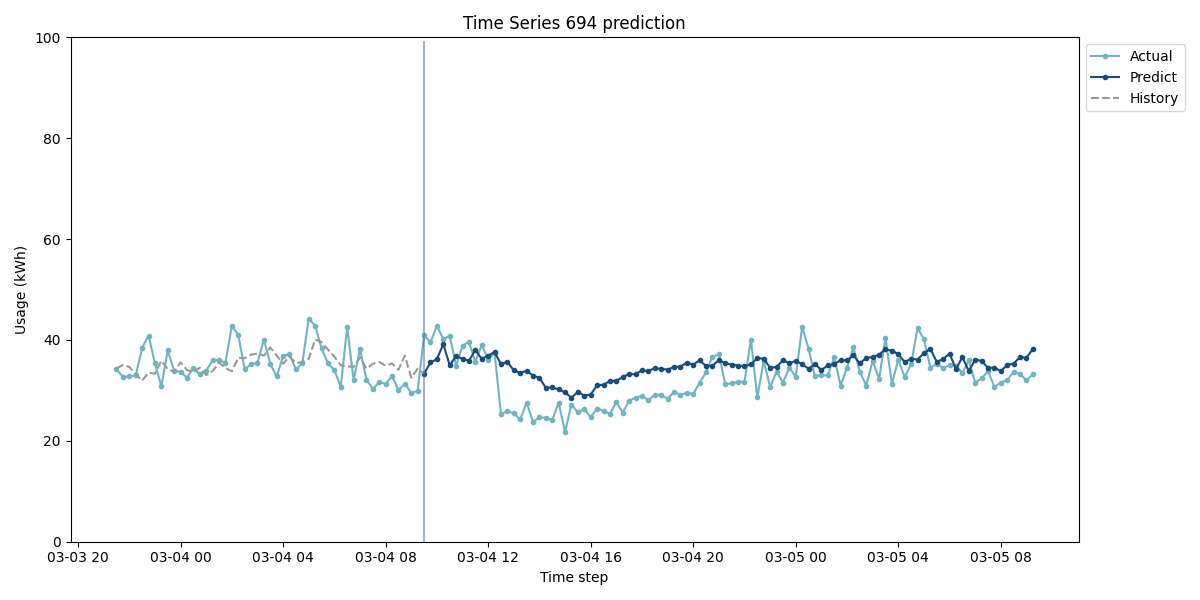 Time Series 694 prediction
100
80
60
40
20
0
Usage (kWh)
03-03 20
03-04 00
03-04 04
03-04 08
03-04 12
03-04 16
03-04 20
03-05 00
03-05 04
03-05 08
Time step
Actual
Predict
History